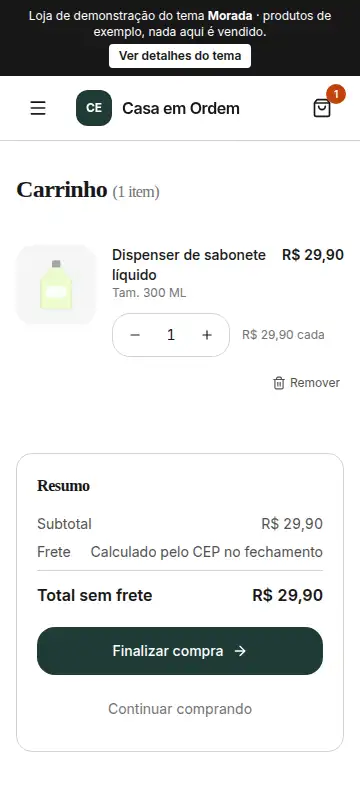 Loja de demonstração do tema Morada · produtos de
exemplo, nada aqui é vendido.
Ver detalhes do tema
CE
Casa em Ordem
1
Carrinho (1 item)
Dispenser de sabonete
líquido
R$ 29,90
Tam. 300 ML
1
R$ 29,90 cada
Remover
Resumo
Subtotal R$ 29,90
Frete Calculado pelo CEP no fechamento
Total sem frete R$ 29,90
Finalizar compra
Continuar comprando